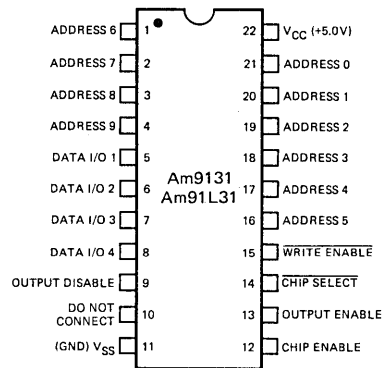 ADDRESS 6 1 22 VCC (+5.0V)
ADDRESS 7 2 21 ADDRESS 0
ADDRESS 8 3 20 ADDRESS 1
ADDRESS 9 4 19 ADDRESS 2
DATA I/O 1 5 18 ADDRESS 3
Am9131
DATA I/O 2 6 17 ADDRESS 4
Am91L31
DATA I/O 3 7 16 ADDRESS 5
DATA I/O 4 8 15 WRITE ENABLE
OUTPUT DISABLE 9 14 CHIP SELECT
DO NOT
CONNECT 10 13 OUTPUT ENABLE
(GND) VSS 11 12 CHIP ENABLE